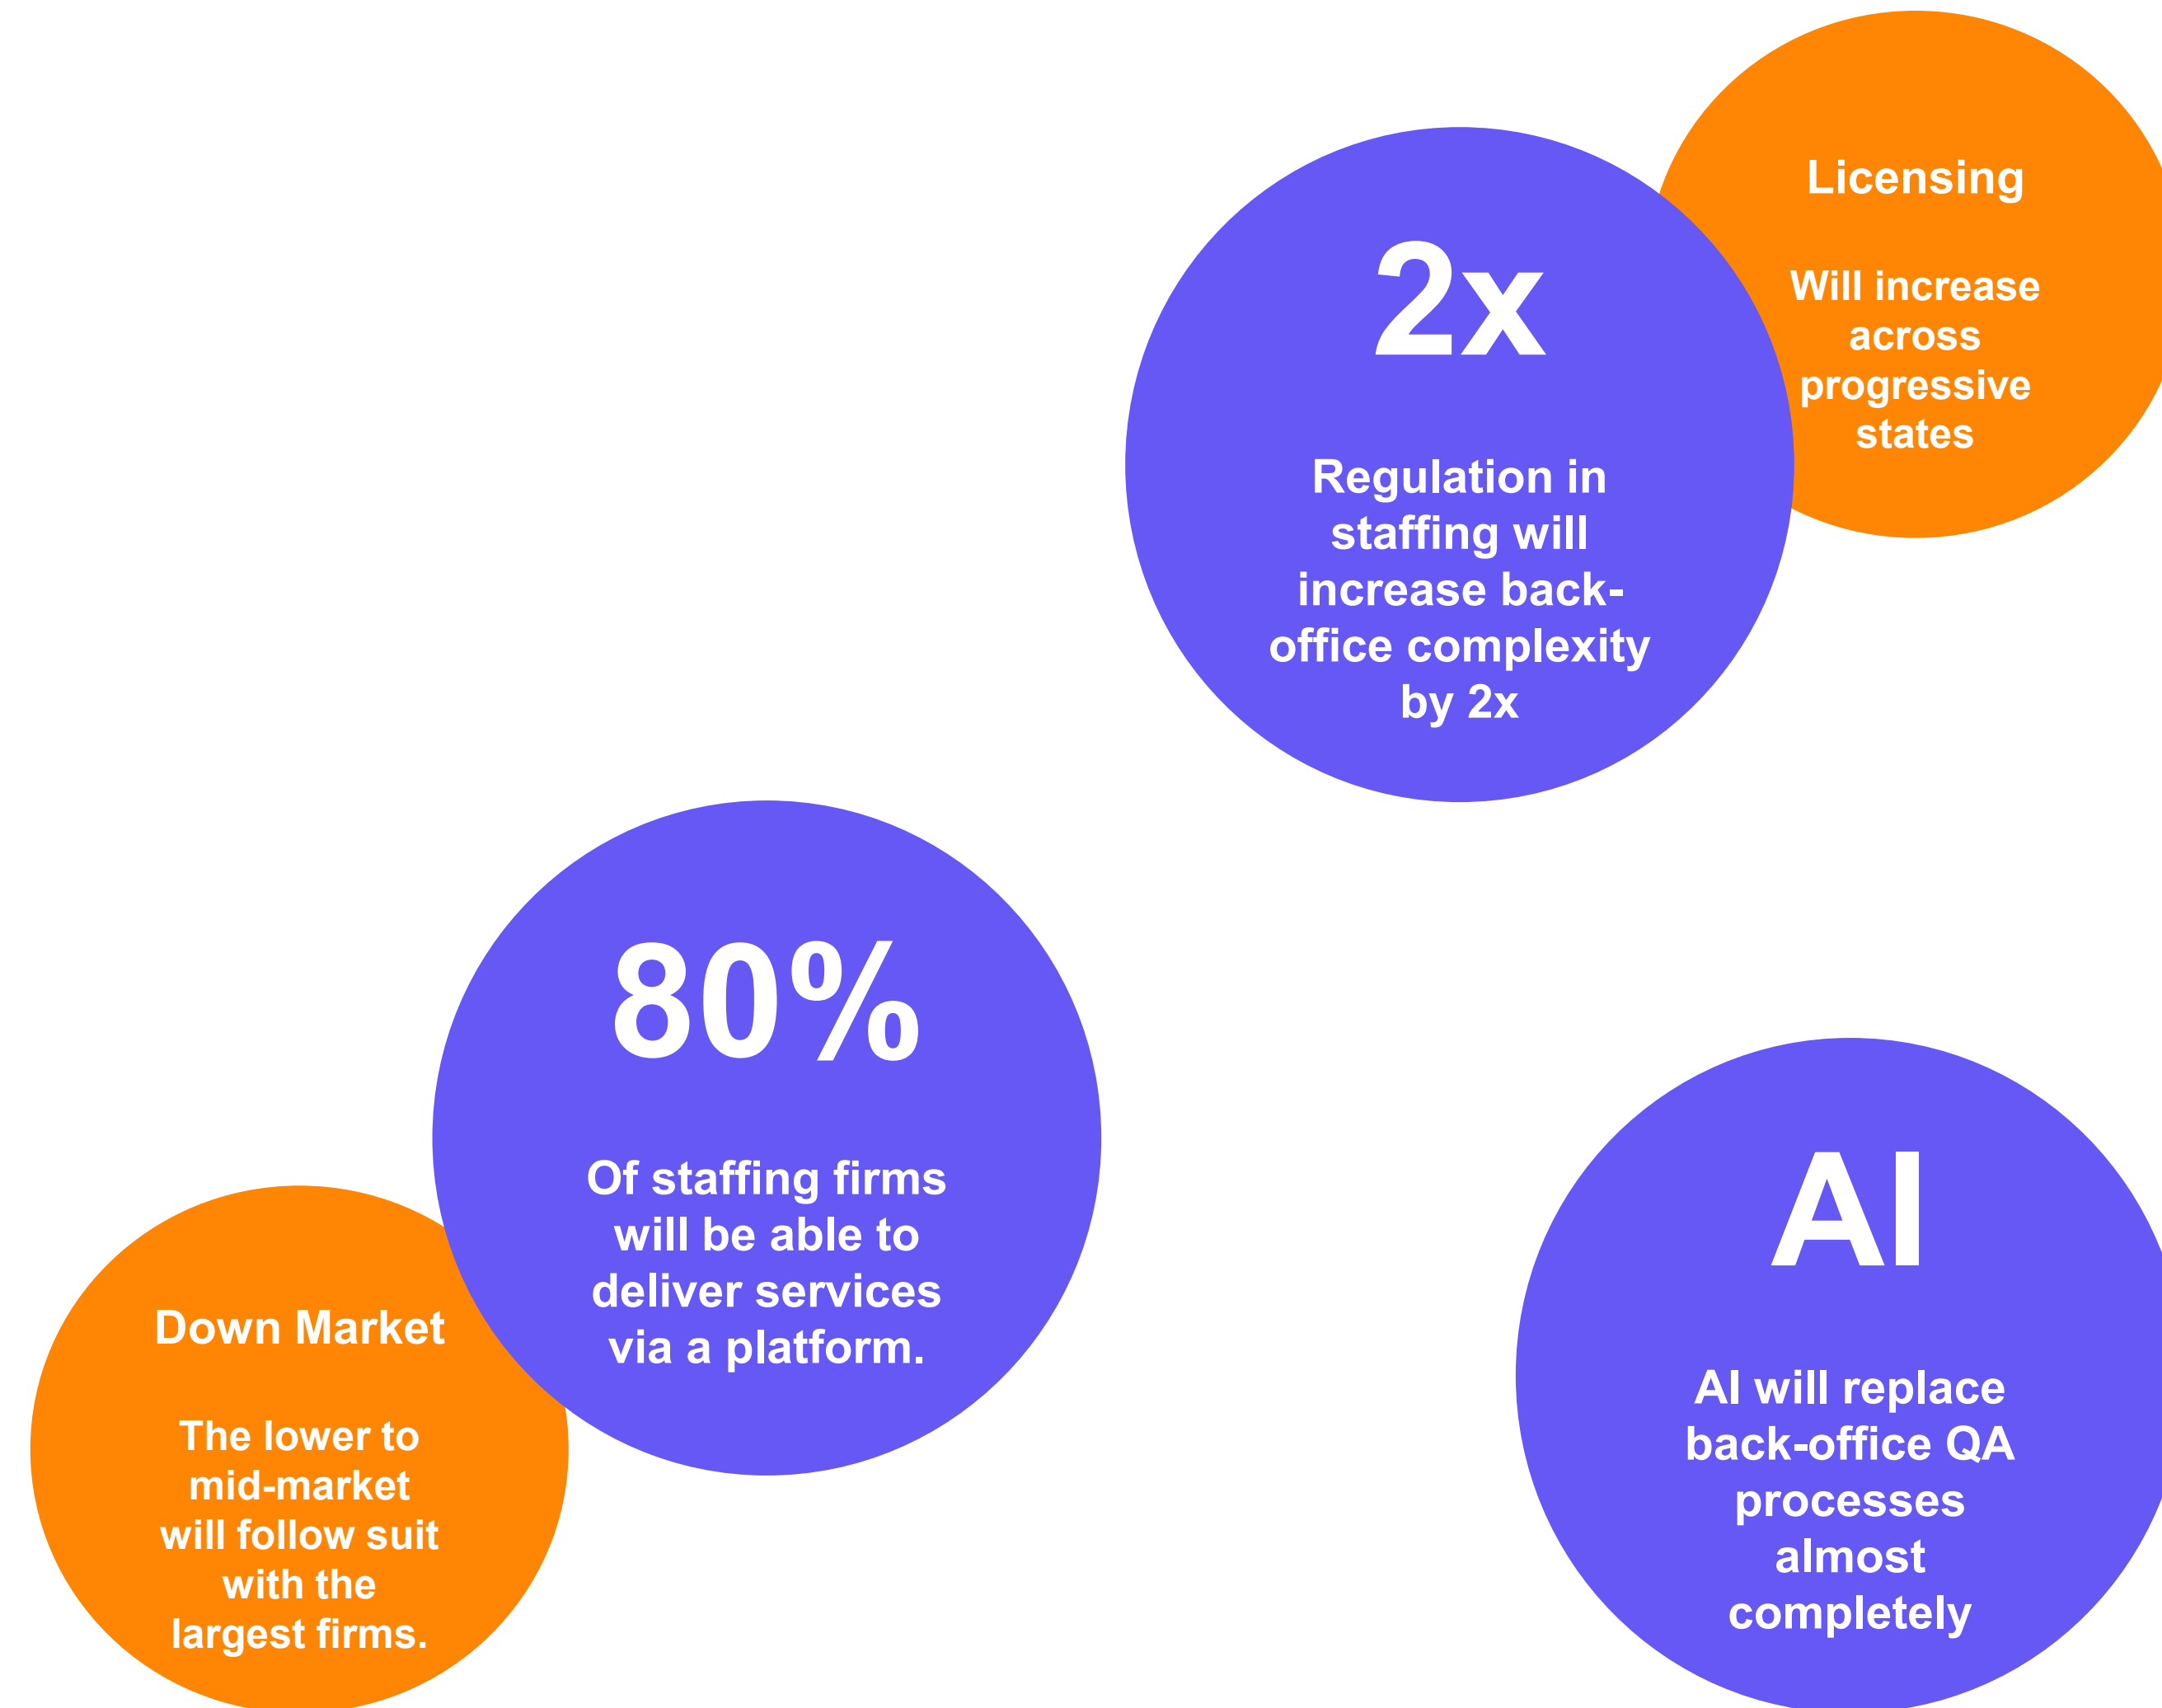 Licensing
Will increase
across
progressive
states
2x
Regulation in
staffing will
increase back-
office complexity
by 2x
80%
Of staffing firms
will be able to
deliver services
via a platform.
Down Market
The lower to
mid-market
will follow suit
with the
largest firms.
AI
AI will replace
back-office QA
processes
almost
completely